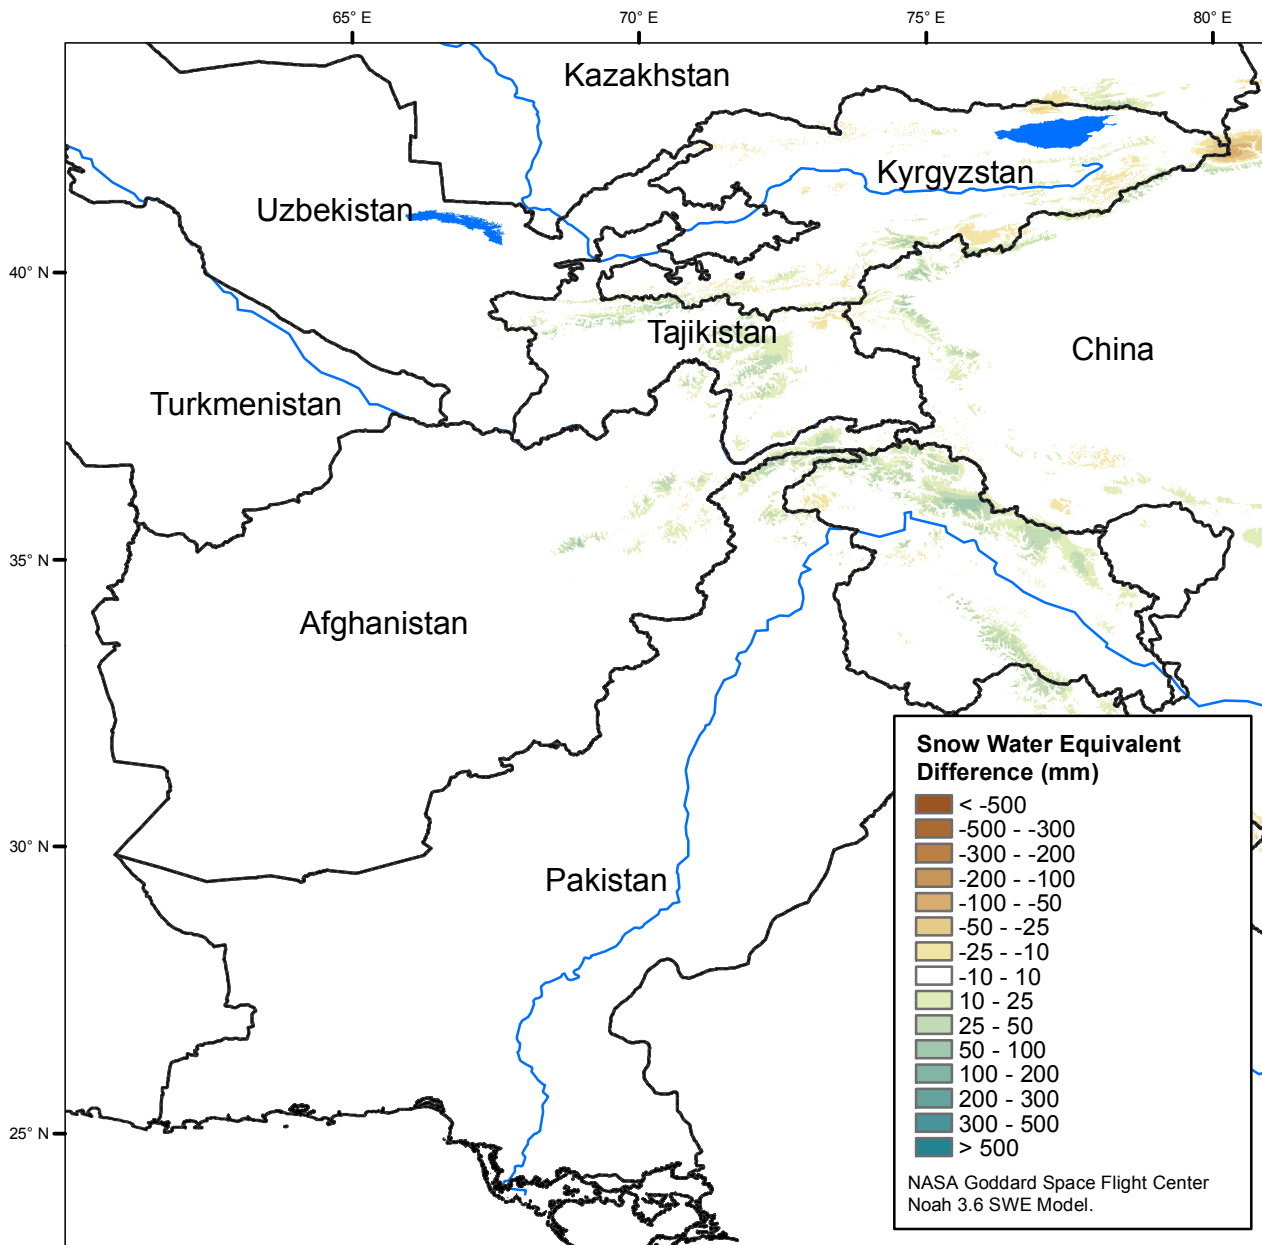 65° E
70° E
75° E
80° E
Kazakhstan
Kyrgyzstan
Uzbekistan
40° N
Tajikistan
China
Turkmenistan
35° N
Afghanistan
30° N
Pakistan
25° N
Snow Water Equivalent
Difference (mm)
< -500
-500 - -300
-300 - -200
-200 - -100
-100 - -50
-50 - -25
-25 - -10
-10 - 10
10 - 25
25 - 50
50 - 100
100 - 200
200 - 300
300 - 500
> 500
NASA Goddard Space Flight Center
Noah 3.6 SWE Model.